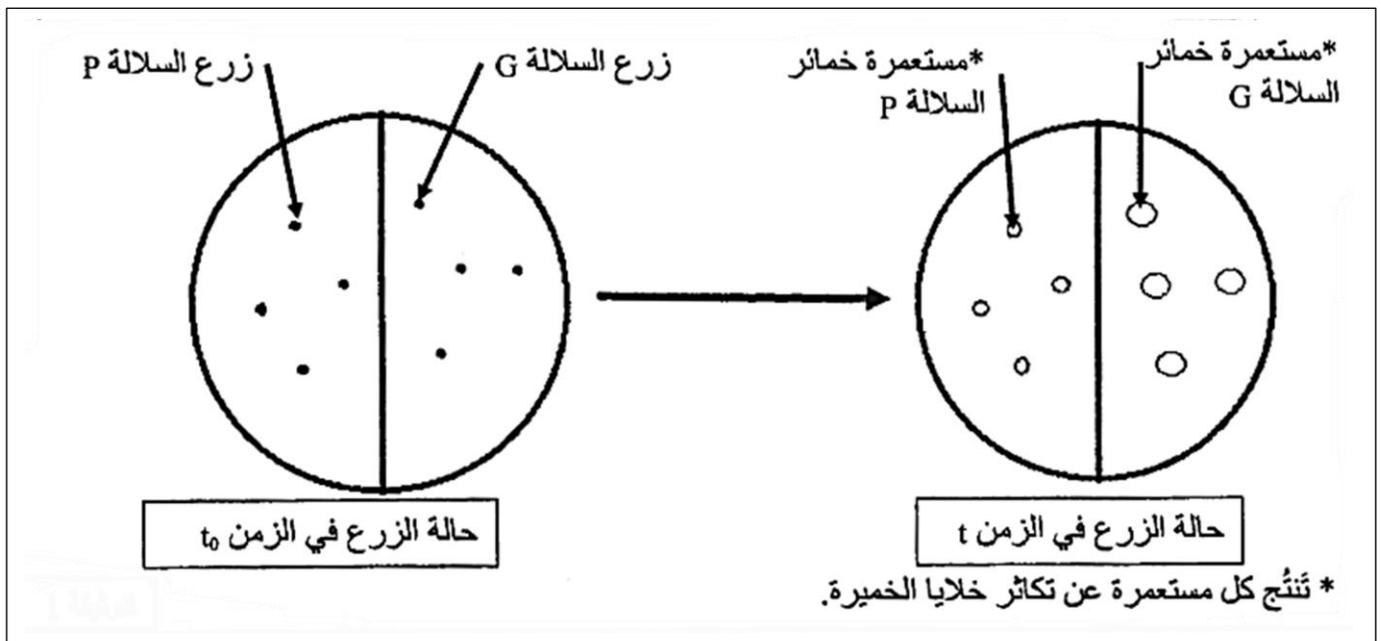 *مستعمرة خمائر
السلالة G
*مستعمرة خمائر
السلالة P
زرع السلالة G
زرع السلالة P
حالة الزرع في الزمن t
حالة الزرع في الزمن t₀
* تَنتُج كل مستعمرة عن تكاثر خلايا الخميرة.